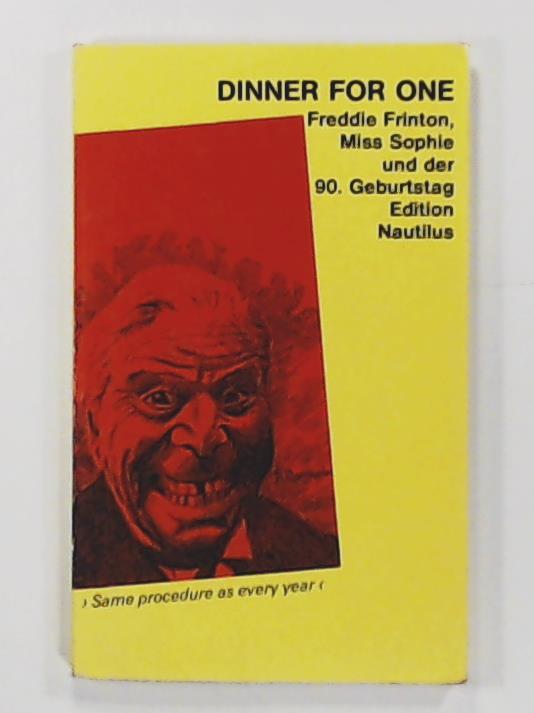 DINNER FOR ONE
Freddie Frinton,
Miss Sophie
und der
90. Geburtstag
Edition
Nautilus
› Same procedure as every year ‹